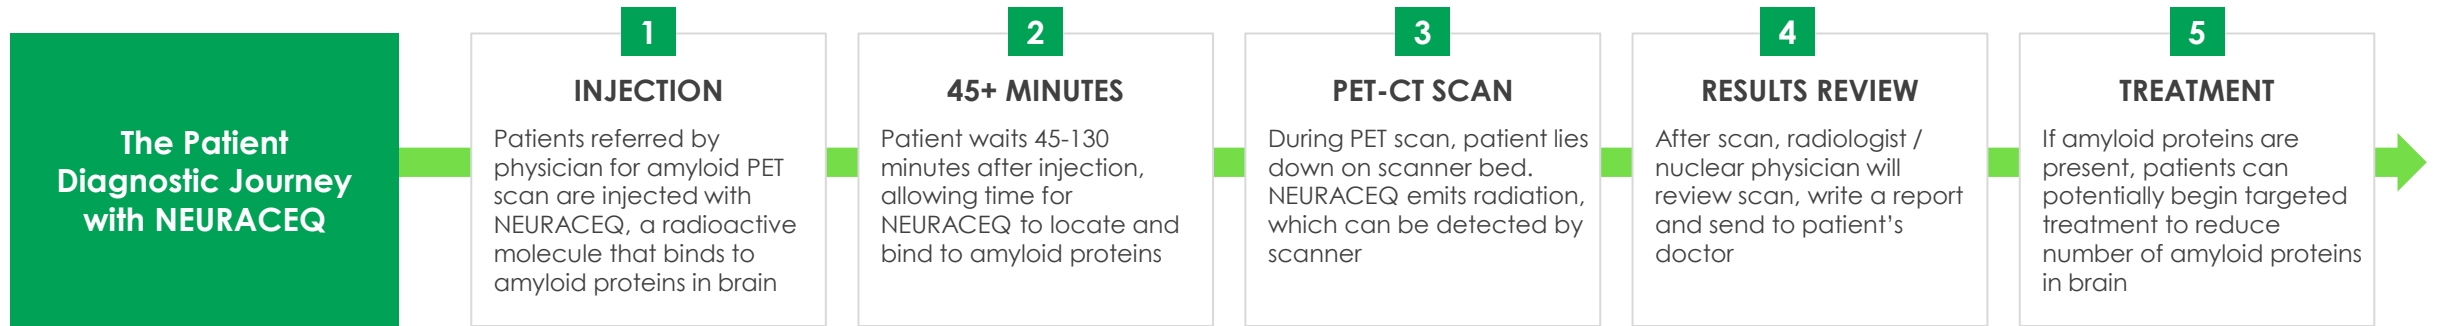 The Patient
Diagnostic Journey
with NEURACEQ
1
INJECTION
Patients referred by
physician for amyloid PET
scan are injected with
NEURACEQ, a radioactive
molecule that binds to
amyloid proteins in brain
2
45+ MINUTES
Patient waits 45-130
minutes after injection,
allowing time for
NEURACEQ to locate and
bind to amyloid proteins
3
PET-CT SCAN
During PET scan, patient lies
down on scanner bed.
NEURACEQ emits radiation,
which can be detected by
scanner
4
RESULTS REVIEW
After scan, radiologist /
nuclear physician will
review scan, write a report
and send to patient’s
doctor
5
TREATMENT
If amyloid proteins are
present, patients can
potentially begin targeted
treatment to reduce
number of amyloid proteins
in brain